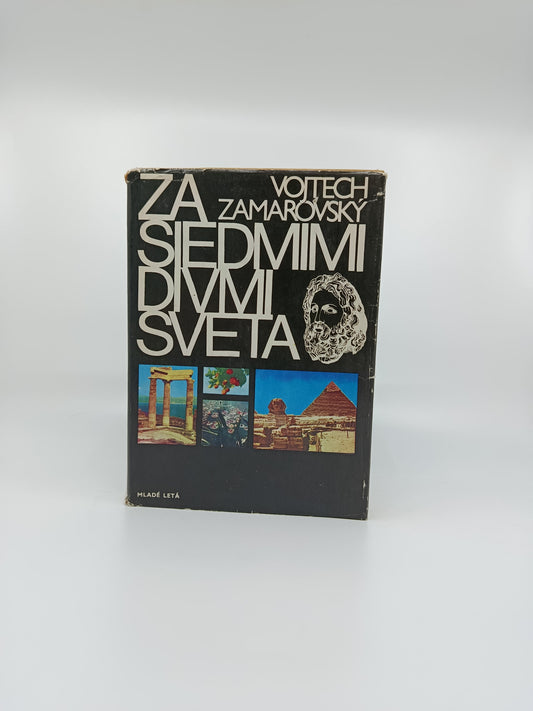 VOJTECH
ZAMAROVSKÝ
ZA
SIEDMIMI
DIVMI
SVETA
MLADÉ LETÁ